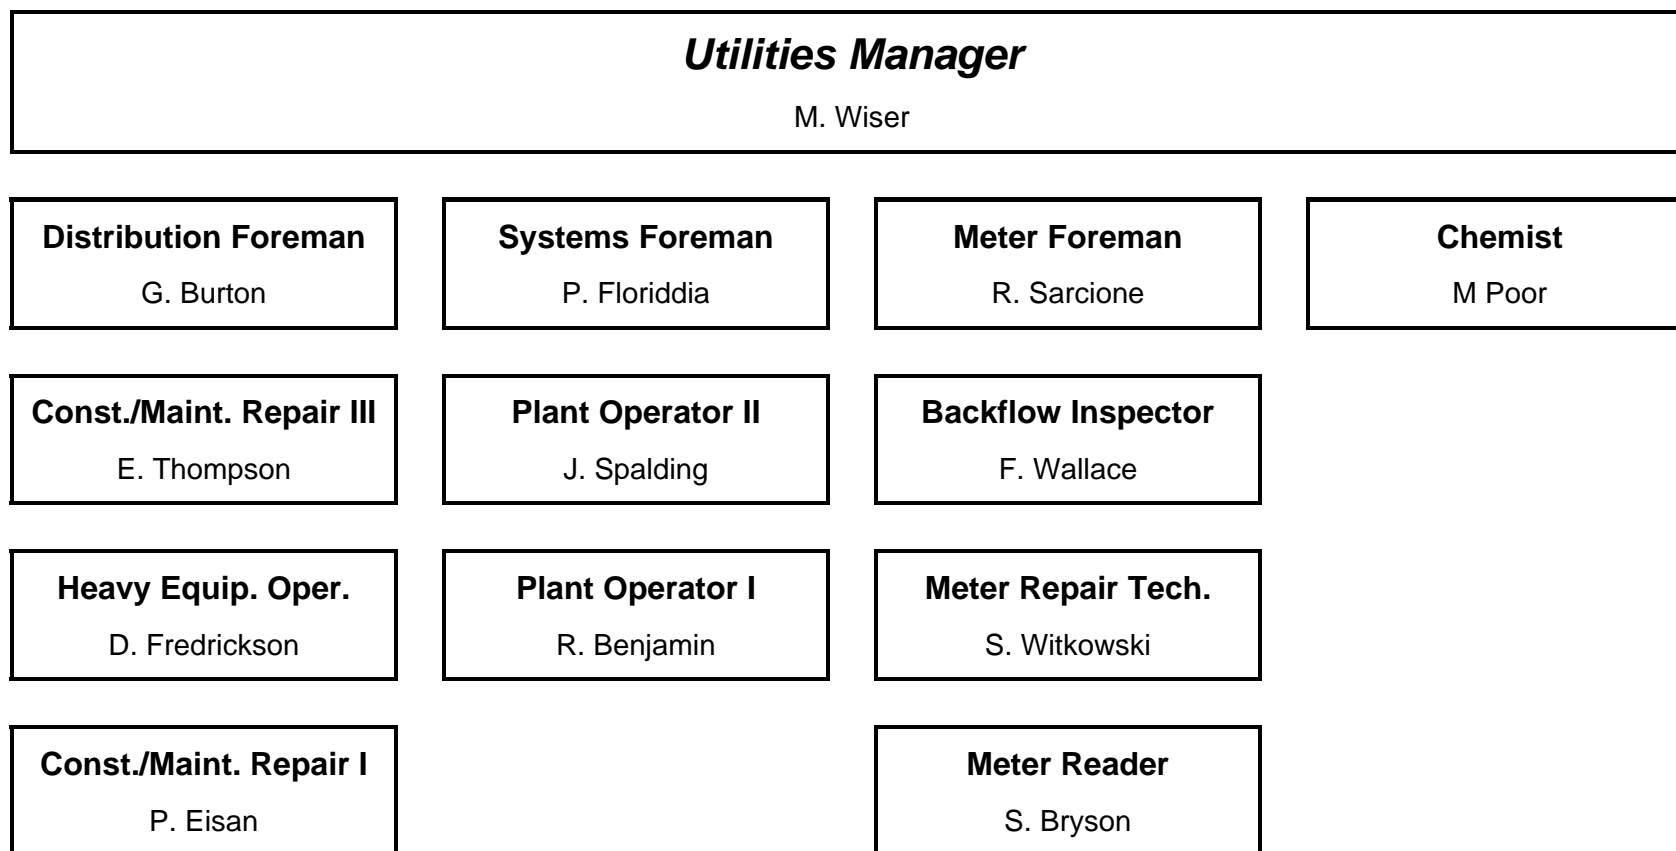 Utilities Manager
M. Wiser
Distribution Foreman
G. Burton
Systems Foreman
P. Floriddia
Meter Foreman
R. Sarcione
Chemist
M Poor
Const./Maint. Repair III
E. Thompson
Plant Operator II
J. Spalding
Backflow Inspector
F. Wallace
Heavy Equip. Oper.
D. Fredrickson
Plant Operator I
R. Benjamin
Meter Repair Tech.
S. Witkowski
Const./Maint. Repair I
P. Eisan
Meter Reader
S. Bryson